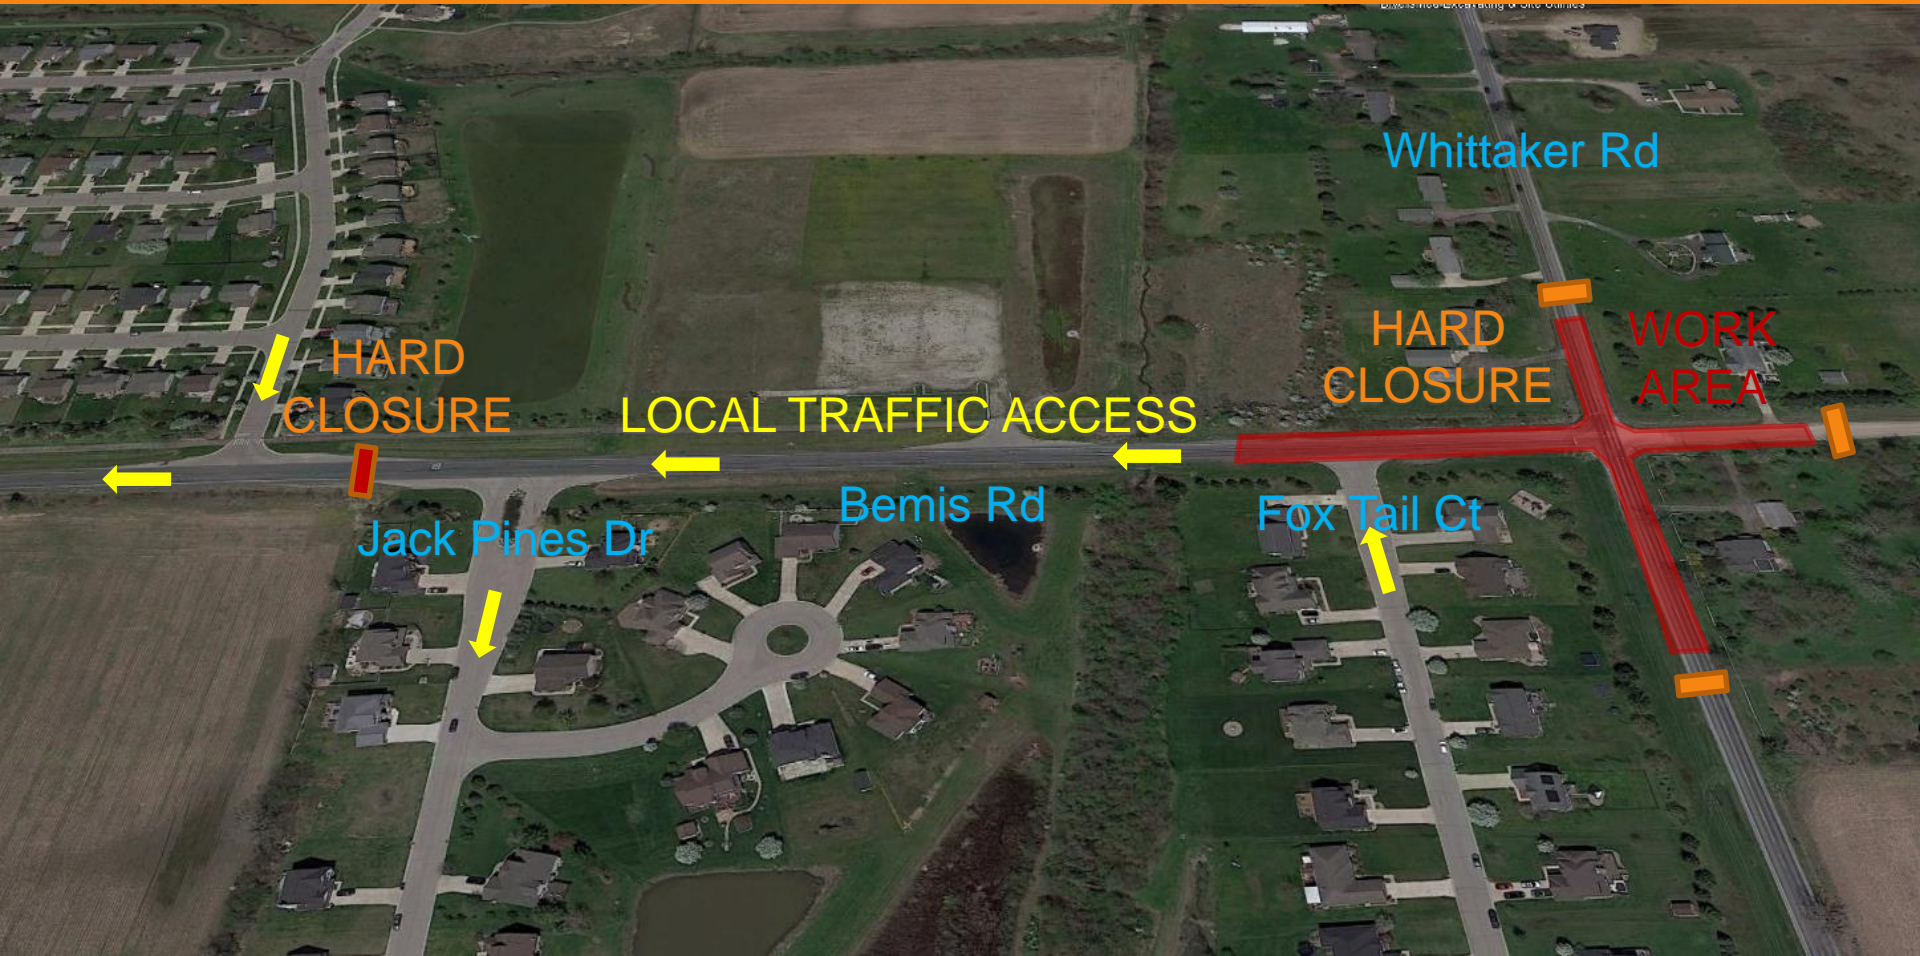 Whittaker Rd
HARD
CLOSURE
WORK
AREA
HARD
CLOSURE
LOCAL TRAFFIC ACCESS
Bemis Rd
Fox Tail Ct
Jack Pines Dr